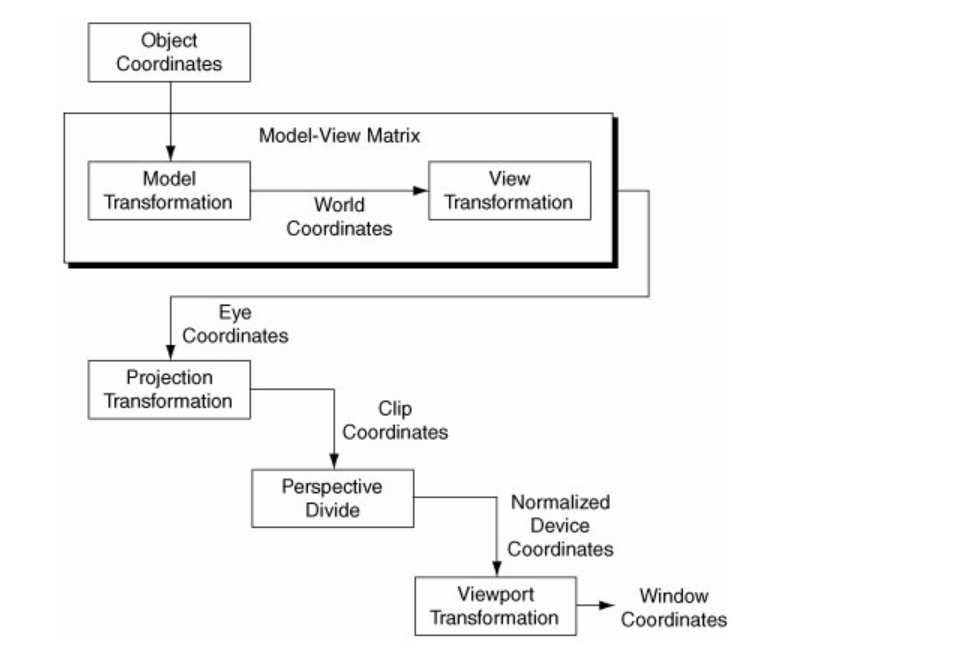 Object
Coordinates
Model-View Matrix
Model
Transformation
World
Coordinates
View
Transformation
Eye
Coordinates
Projection
Transformation
Clip
Coordinates
Perspective
Divide
Normalized
Device
Coordinates
Viewport
Transformation
Window
Coordinates